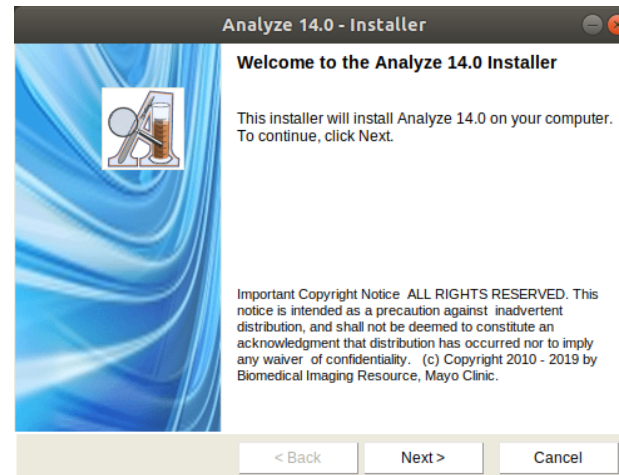 Analyze 14.0 - Installer
Welcome to the Analyze 14.0 Installer
This installer will install Analyze 14.0 on your computer.
To continue, click Next.
Important Copyright Notice  ALL RIGHTS RESERVED. This
notice is intended as a precaution against  inadvertent
distribution, and shall not be deemed to constitute an
acknowledgment that distribution has occurred nor to imply
any waiver  of confidentiality.   (c) Copyright 2010 - 2019 by
Biomedical Imaging Resource, Mayo Clinic.
< Back Next > Cancel